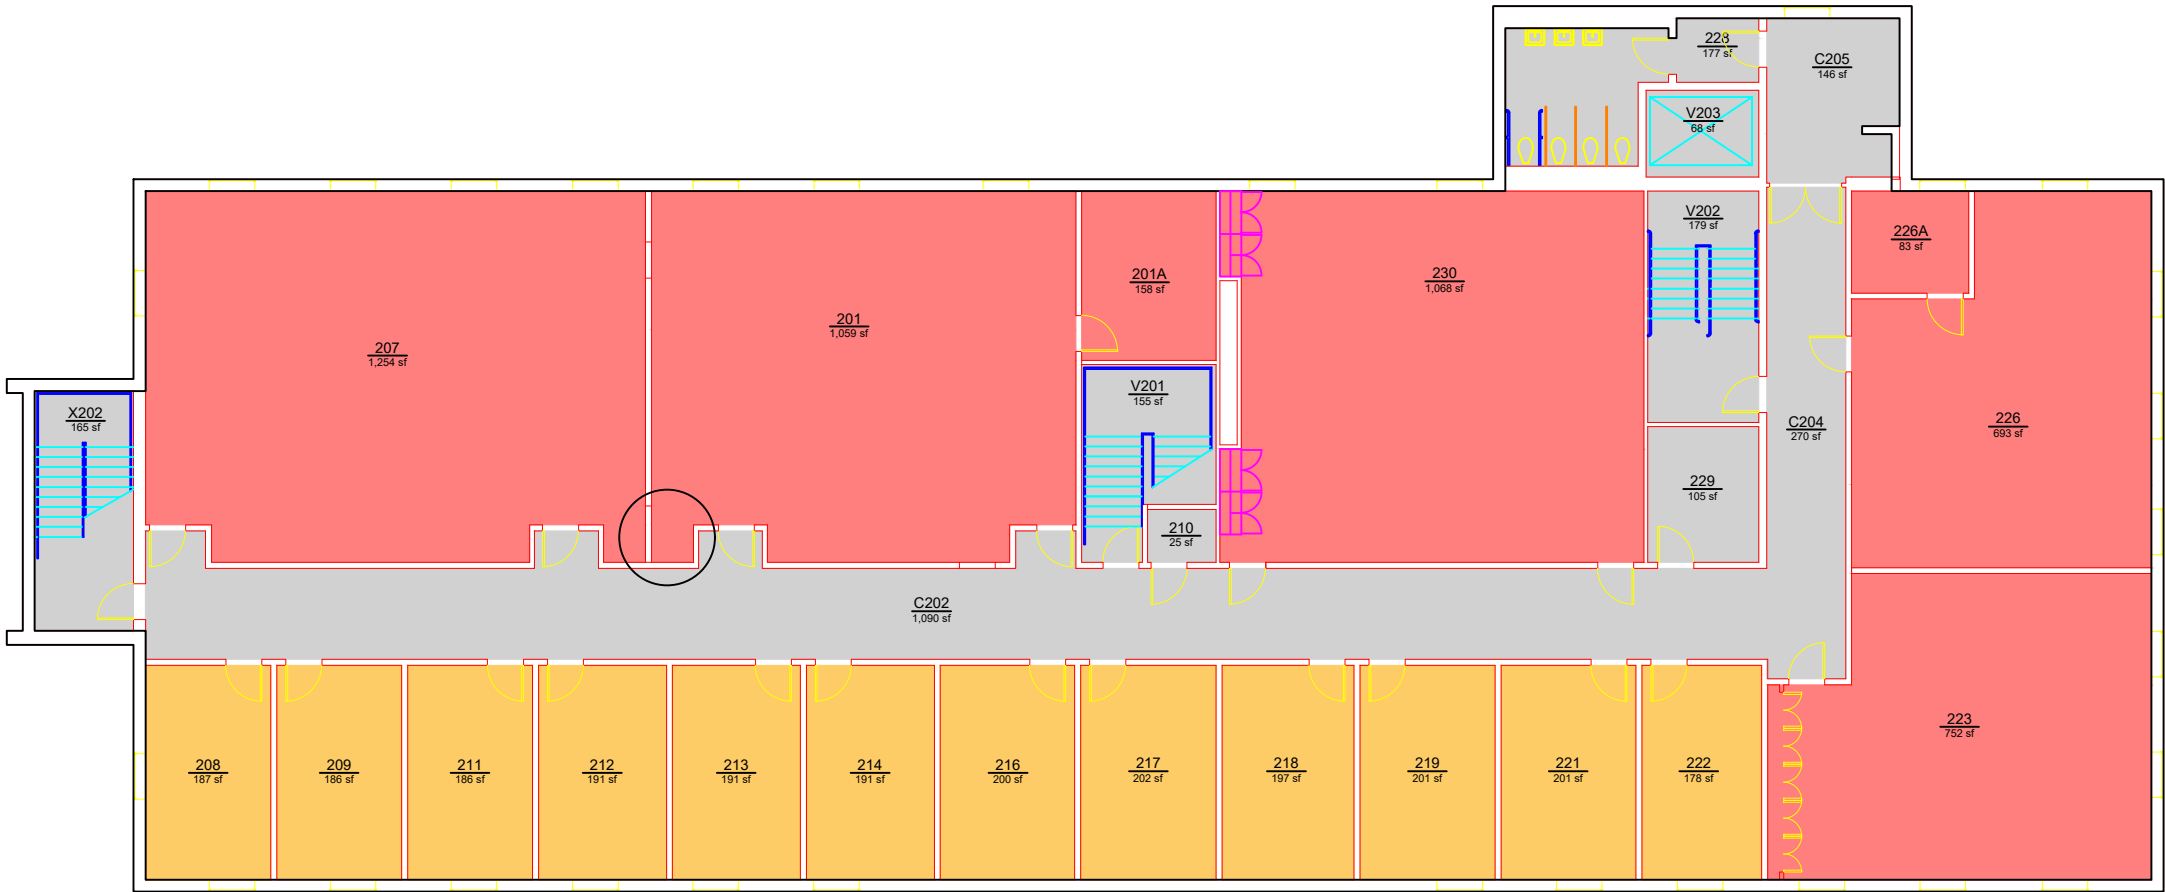 228
177 sf
C205
146 sf
V203
68 sf
V202
179 sf
226A
83 sf
201A
158 sf
230
1,068 sf
201
1,059 sf
207
1,254 sf
V201
155 sf
X202
165 sf
C204
270 sf
226
693 sf
229
105 sf
210
25 sf
C202
1,090 sf
223
752 sf
208
187 sf
209
186 sf
211
186 sf
212
191 sf
213
191 sf
214
191 sf
216
200 sf
217
202 sf
218
197 sf
219
201 sf
221
201 sf
222
178 sf